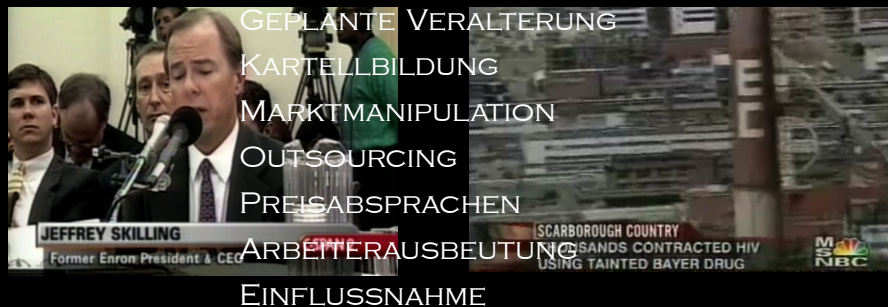 Geplante Veralterung
Kartellbildung
Marktmanipulation
Outsourcing
Preisabsprachen
Arbeiterausbeutung
Einflussnahme
JEFFREY SKILLING
Former Enron President & CEO
SCARBOROUGH COUNTRY
THOUSANDS CONTRACTED HIV
USING TAINTED BAYER DRUG
MSNBC